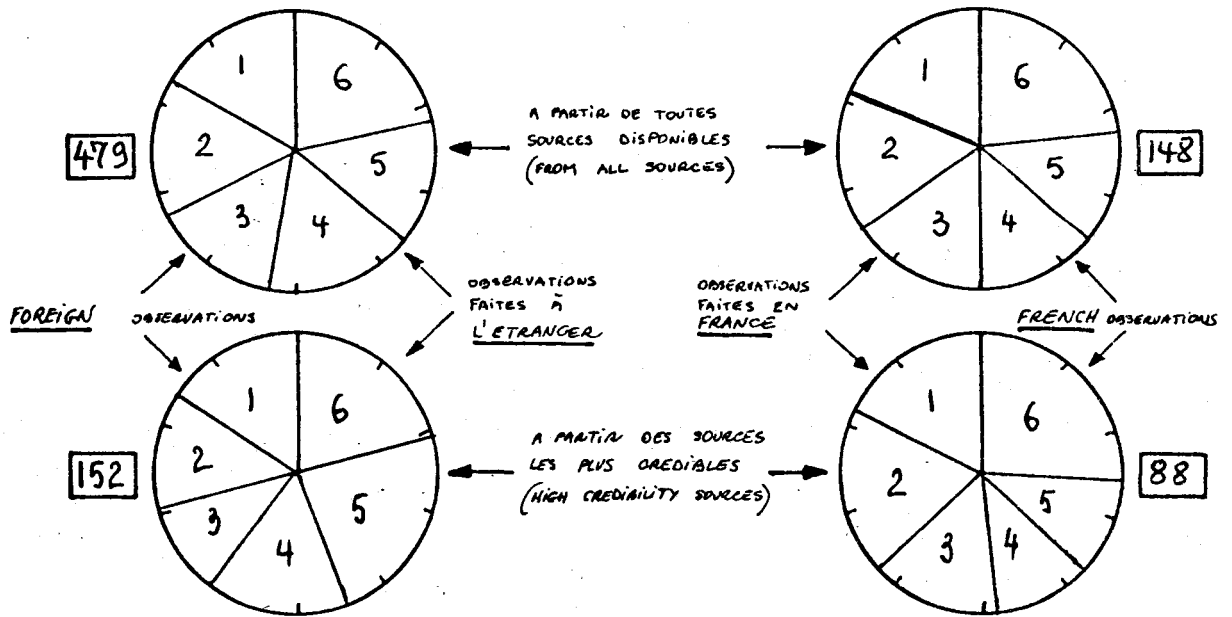 1
6
2
5
3
4
479
A PARTIR DE TOUTES
SOURCES DISPONIBLES
(FROM ALL SOURCES)
1
6
2
5
3
4
148
FOREIGN OBSERVATIONS
OBSERVATIONS
FAITES À
L'ETRANGER
OBSERVATIONS
FAITES EN
FRANCE
FRENCH OBSERVATIONS
1
6
2
5
3
4
152
A PARTIR DES SOURCES
LES PLUS CREDIBLES
(HIGH CREDIBILITY SOURCES)
1
6
2
5
3
4
88